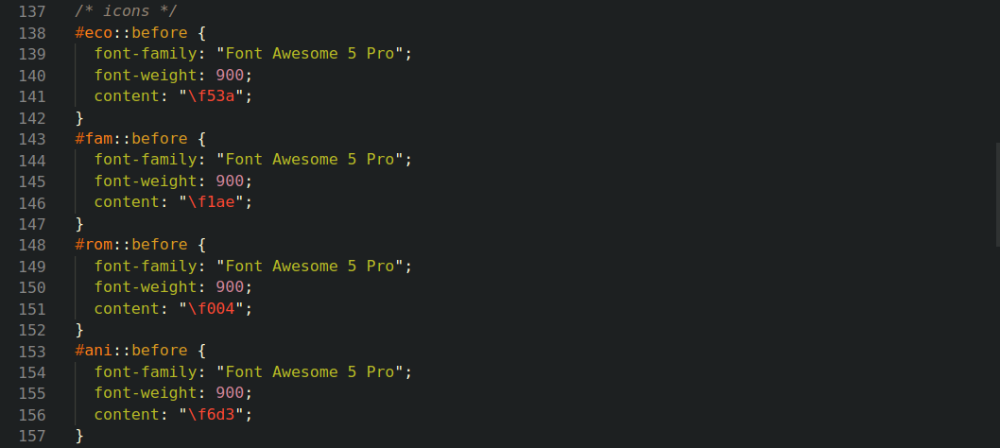 137 /* icons */
138 #eco::before {
139   font-family: "Font Awesome 5 Pro";
140   font-weight: 900;
141   content: "\f53a";
142 }
143 #fam::before {
144   font-family: "Font Awesome 5 Pro";
145   font-weight: 900;
146   content: "\f1ae";
147 }
148 #rom::before {
149   font-family: "Font Awesome 5 Pro";
150   font-weight: 900;
151   content: "\f004";
152 }
153 #ani::before {
154   font-family: "Font Awesome 5 Pro";
155   font-weight: 900;
156   content: "\f6d3";
157 }